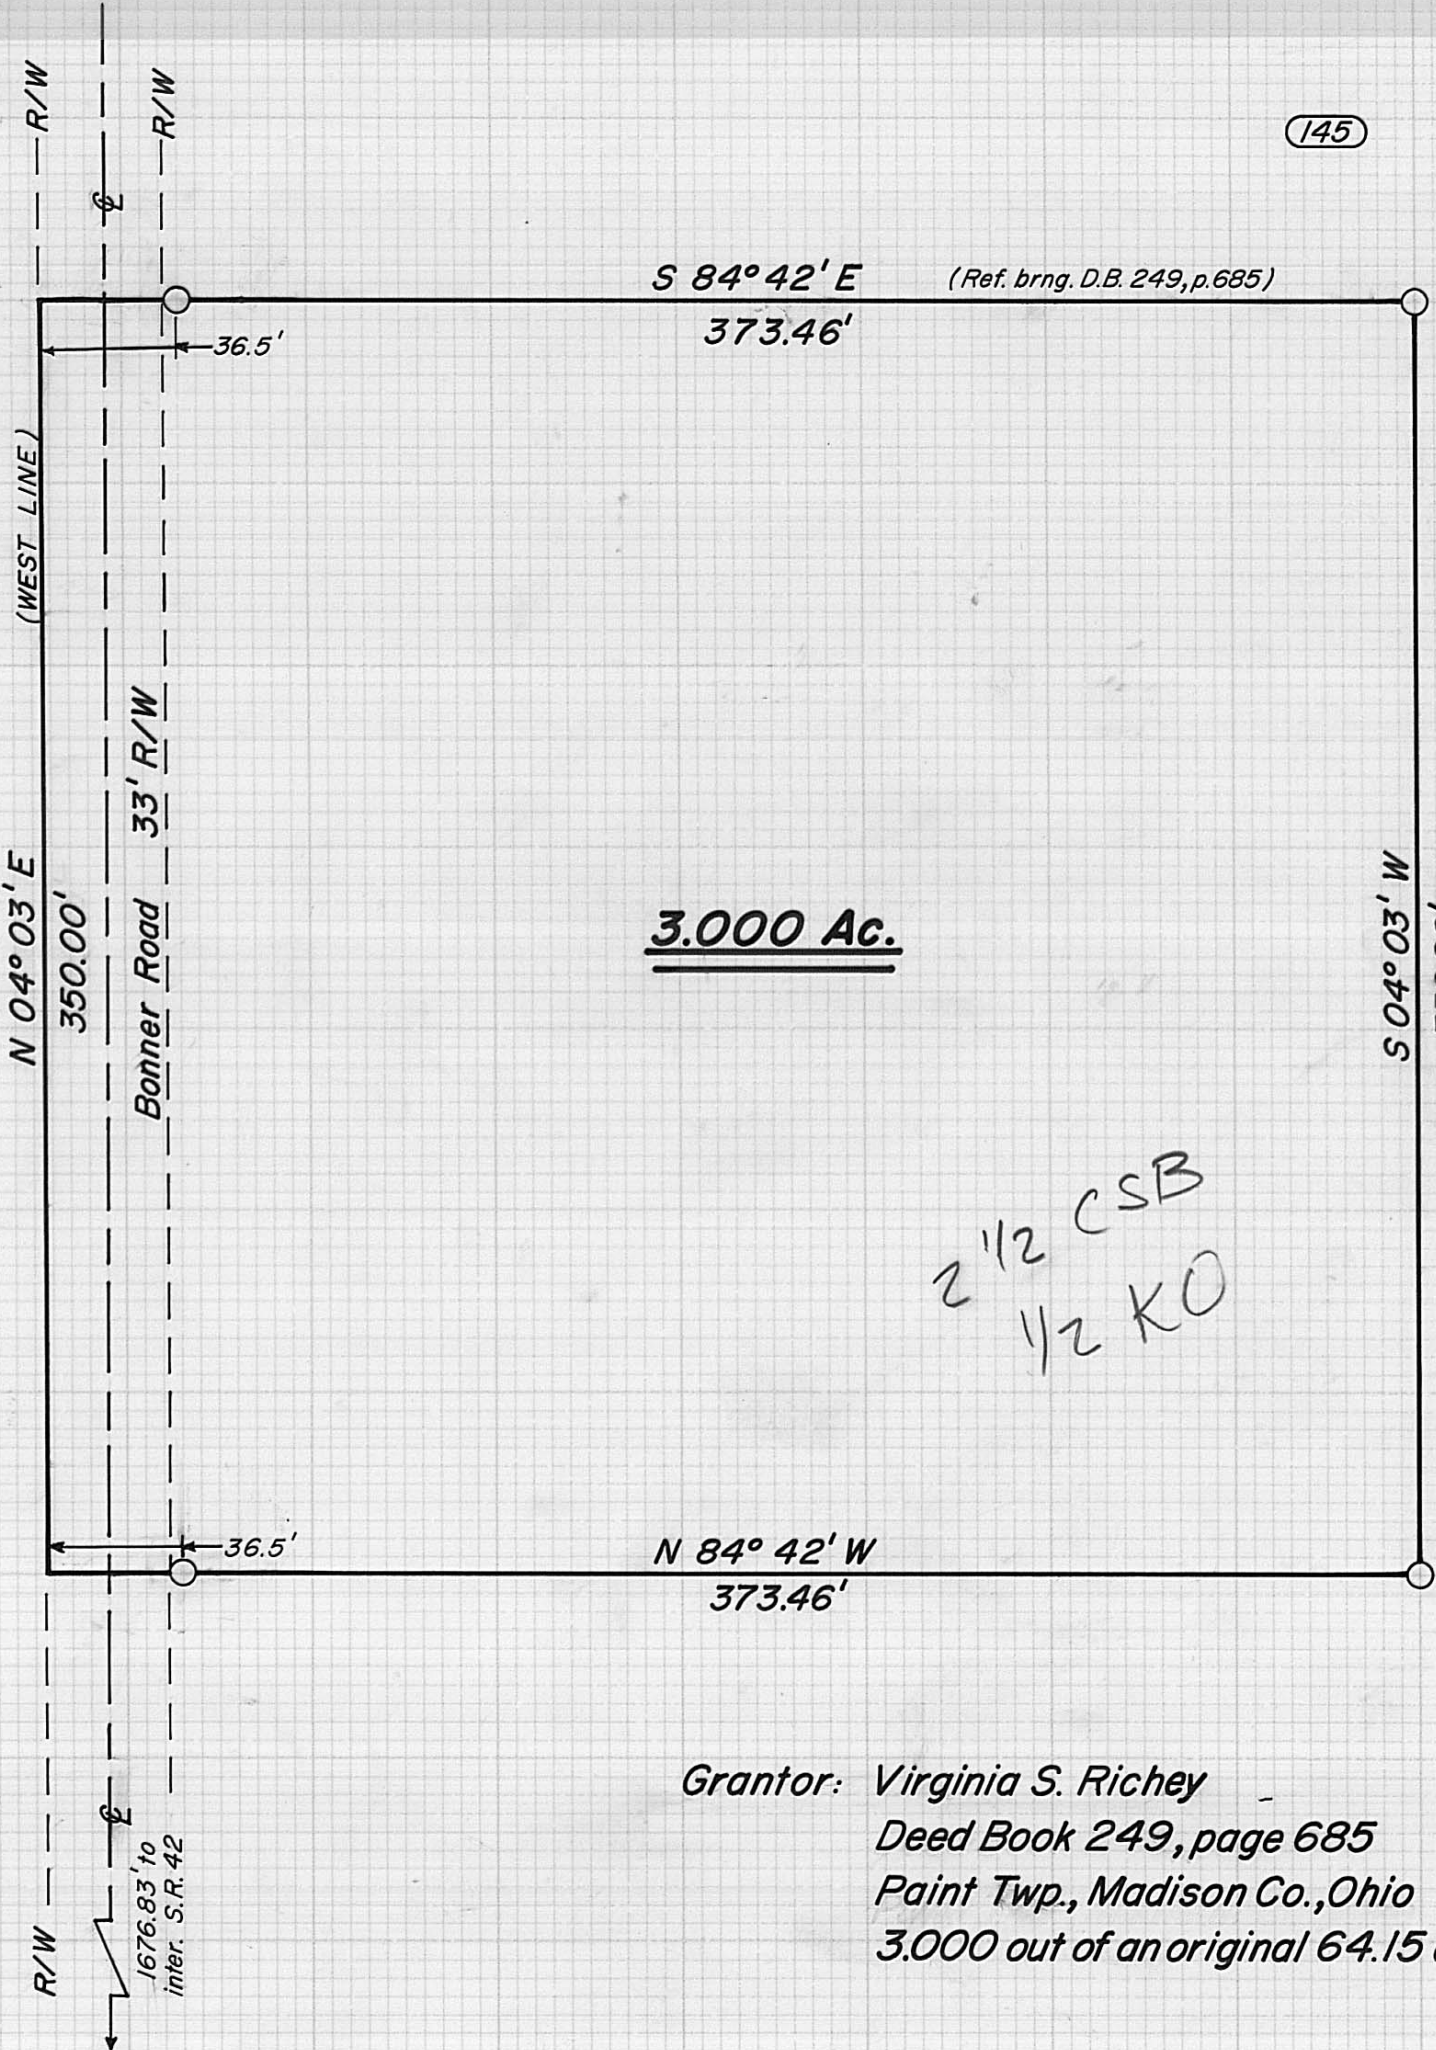 R/W
R/W
145
℄
S 84° 42' E (Ref. brng. D.B. 249, p.685)
373.46'
36.5'
(WEST LINE)
N 04° 03' E
350.00'
Bonner Road 33' R/W
3.000 Ac.
S 04° 03' W
2 1/2 CSB
1/2 KO
36.5'
N 84° 42' W
373.46'
℄
1676.83' to
inter. S.R. 42
R/W
Grantor: Virginia S. Richey
Deed Book 249, page 685
Paint Twp., Madison Co., Ohio
3.000 out of an original 64.15